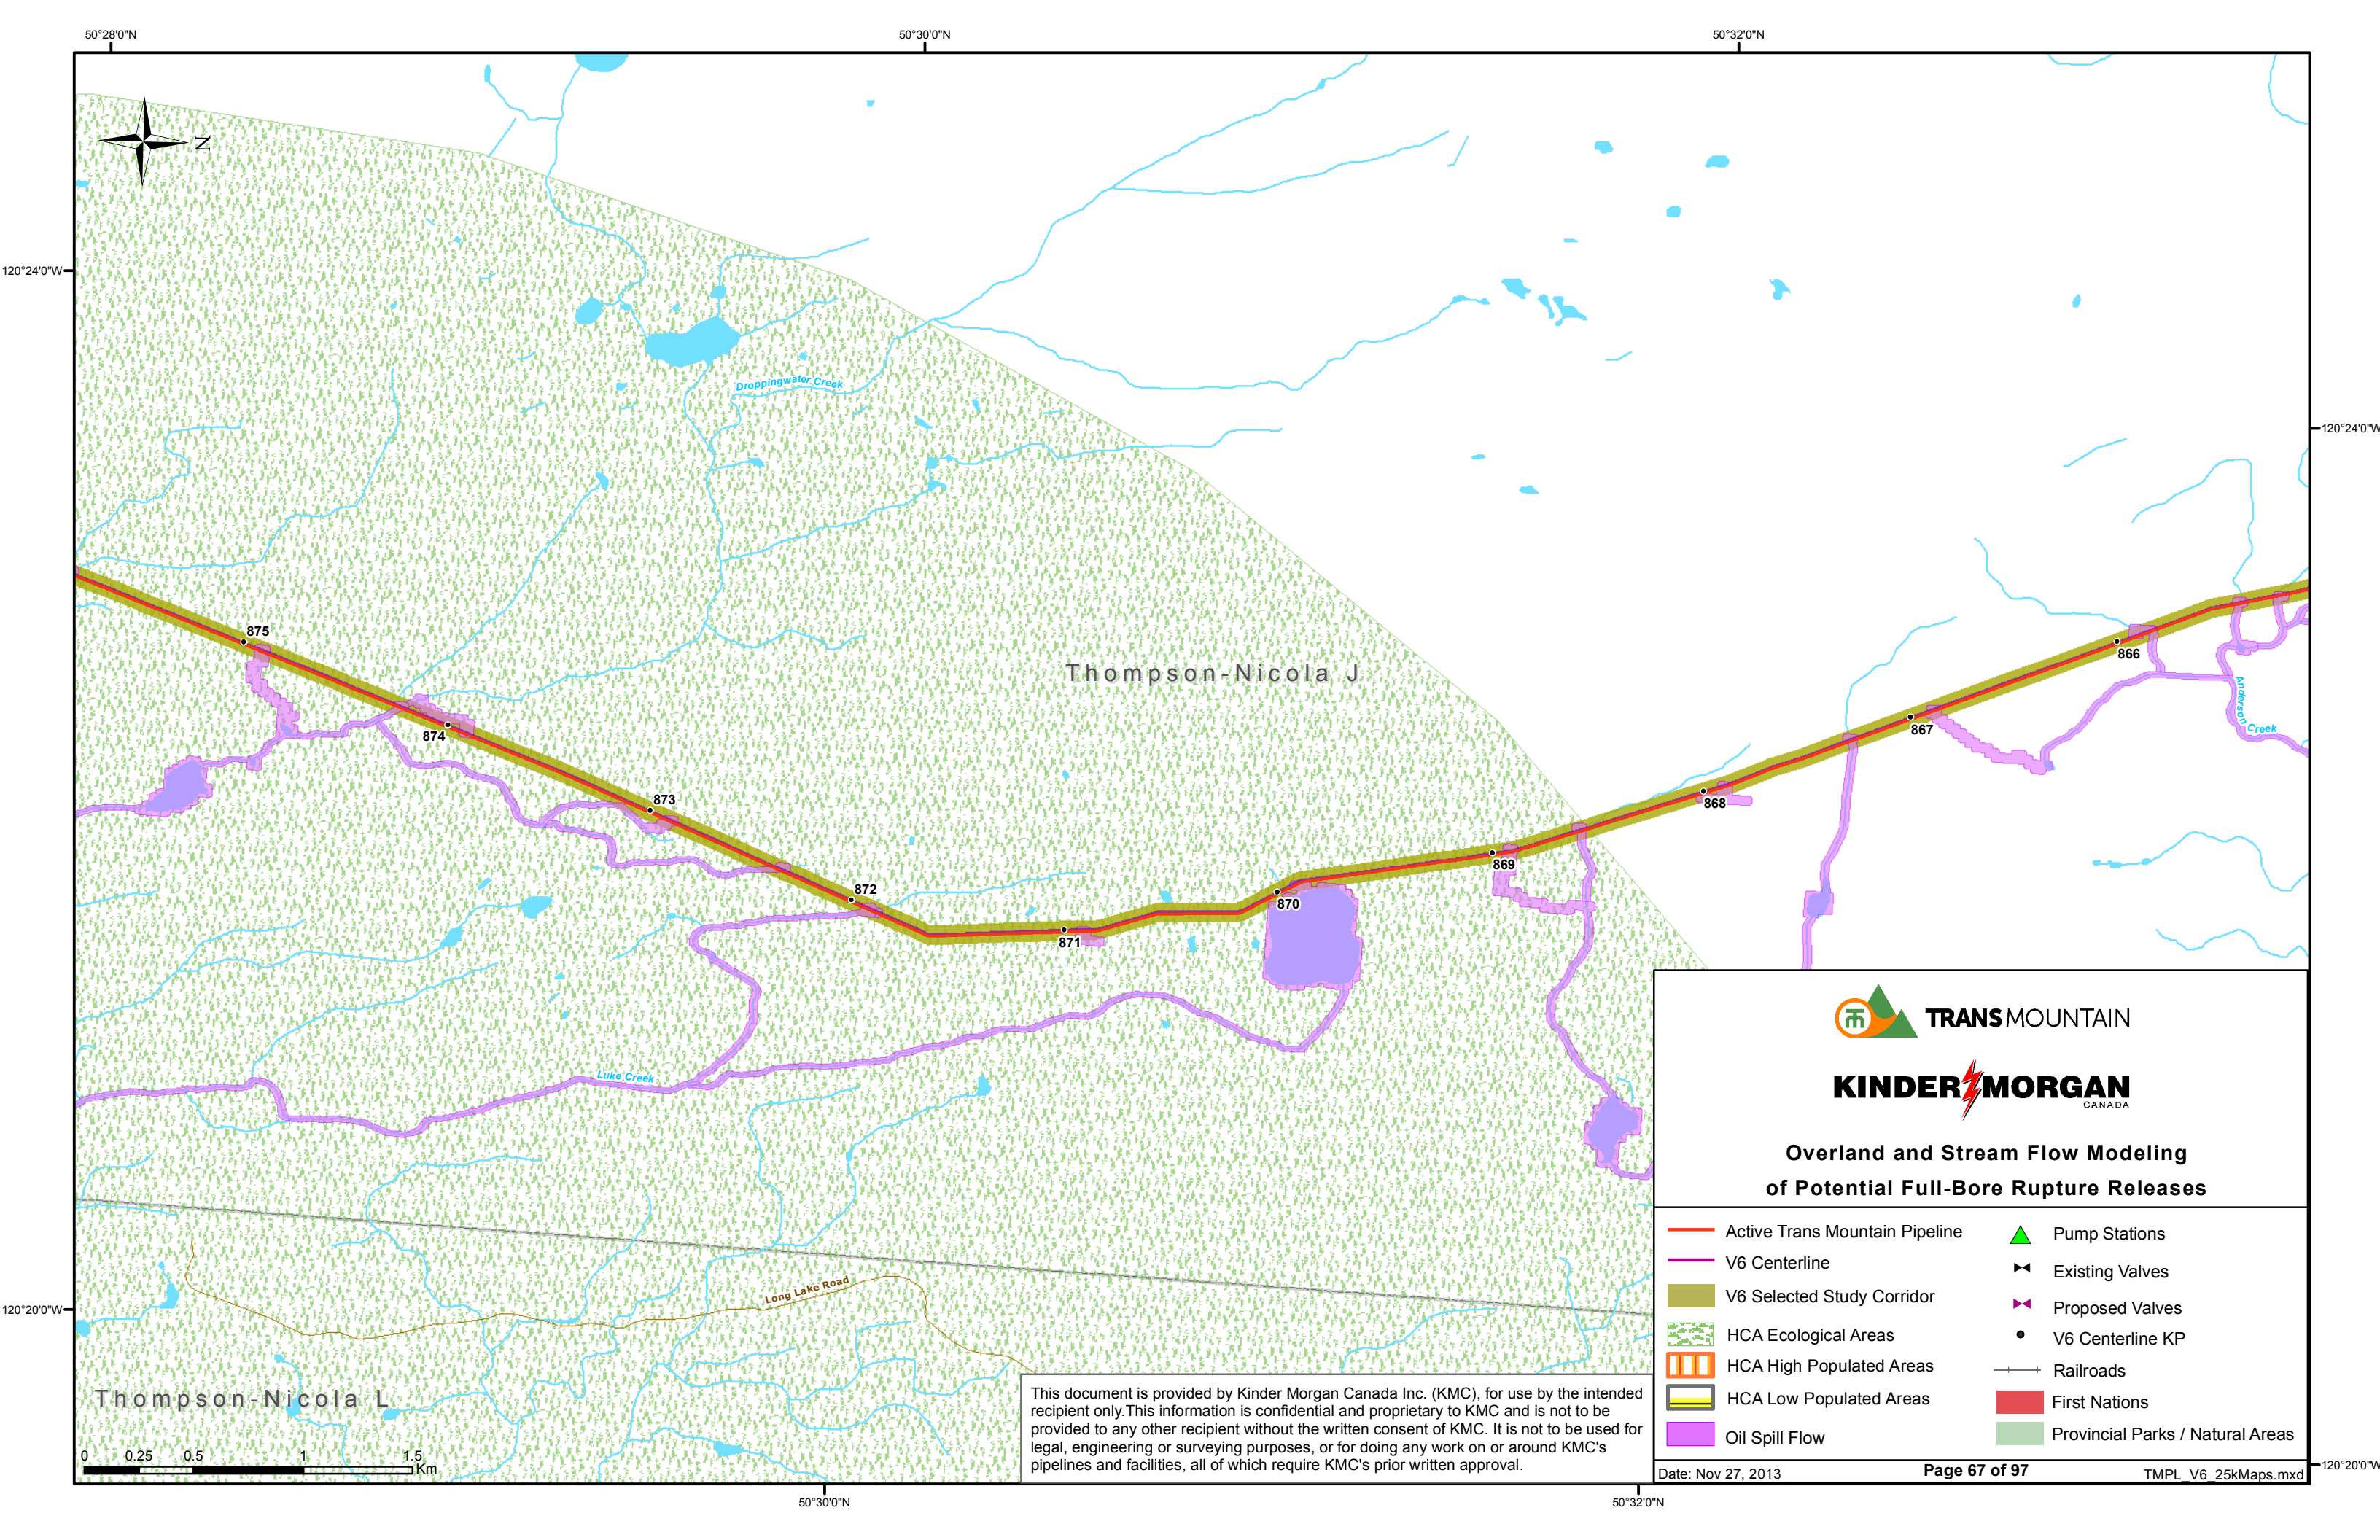 50°28'0"N
50°30'0"N
50°32'0"N
N
120°24'0"W
120°24'0"W
Droppingwater Creek
875
874
873
872
871
870
869
868
867
866
Thompson-Nicola J
Anderson Creek
Luke Creek
Long Lake Road
Thompson-Nicola L
120°20'0"W
120°20'0"W
0 0.25 0.5 1 1.5
Km
This document is provided by Kinder Morgan Canada Inc. (KMC), for use by the intended
recipient only.This information is confidential and proprietary to KMC and is not to be
provided to any other recipient without the written consent of KMC. It is not to be used for
legal, engineering or surveying purposes, or for doing any work on or around KMC's
pipelines and facilities, all of which require KMC's prior written approval.
TRANSMOUNTAIN
KINDER MORGAN
CANADA
Overland and Stream Flow Modeling
of Potential Full-Bore Rupture Releases
Active Trans Mountain Pipeline
V6 Centerline
V6 Selected Study Corridor
HCA Ecological Areas
HCA High Populated Areas
HCA Low Populated Areas
Oil Spill Flow
Pump Stations
Existing Valves
Proposed Valves
V6 Centerline KP
Railroads
First Nations
Provincial Parks / Natural Areas
Date: Nov 27, 2013
Page 67 of 97
TMPL_V6_25kMaps.mxd
50°30'0"N
50°32'0"N